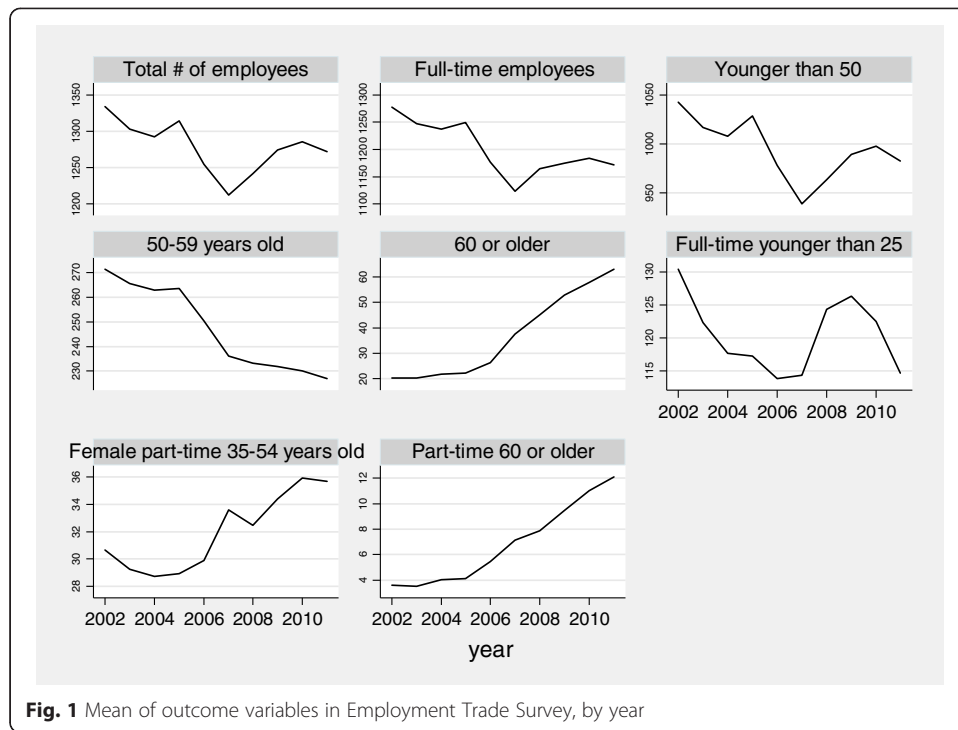 Total # of employees
Full-time employees
Younger than 50
1350
1300
1250
1200
1300
1250
1200
1150
1100
1050
1000
950
50-59 years old
60 or older
Full-time younger than 25
270
260
250
240
230
60
50
40
30
20
130
125
120
115
2002 2004 2006 2008 2010
Female part-time 35-54 years old
Part-time 60 or older
36
34
32
30
28
12
10
8
6
4
2002 2004 2006 2008 2010
2002 2004 2006 2008 2010
year
Fig. 1 Mean of outcome variables in Employment Trade Survey, by year